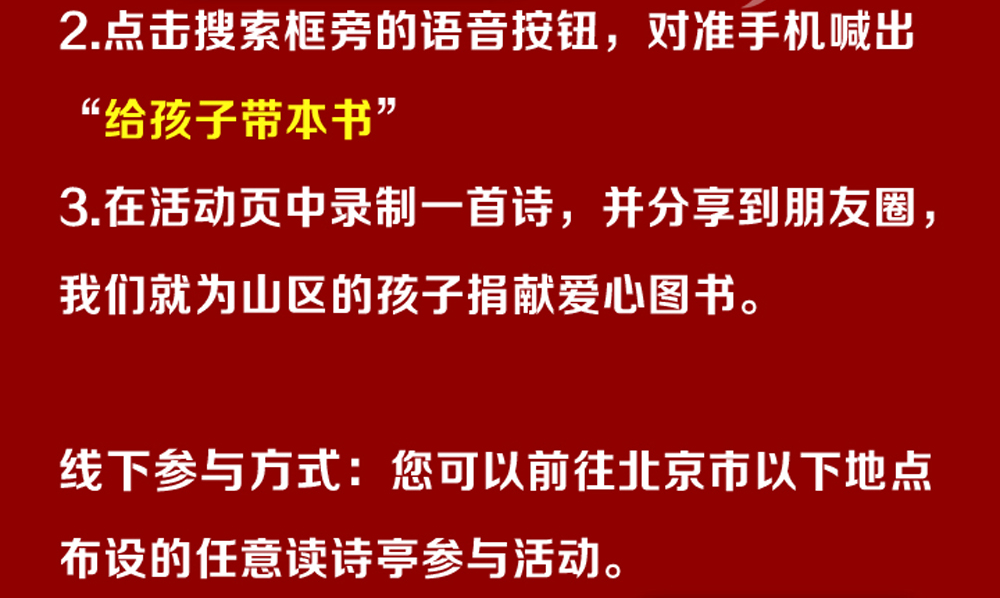 2.点击搜索框旁的语音按钮，对准手机喊出
“给孩子带本书”
3.在活动页中录制一首诗，并分享到朋友圈，
我们就为山区的孩子捐献爱心图书。
线下参与方式：您可以前往北京市以下地点
布设的任意读诗亭参与活动。